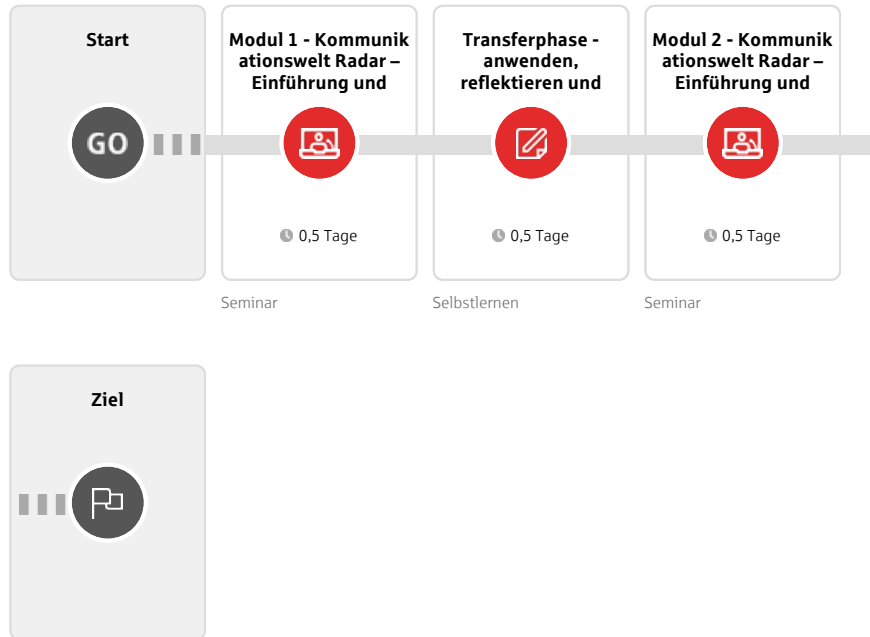 Start
Modul 1 - Kommunik
ationswelt Radar –
Einführung und
Transferphase -
anwenden,
reflektieren und
Modul 2 - Kommunik
ationswelt Radar –
Einführung und
GO
0,5 Tage
0,5 Tage
0,5 Tage
Seminar
Selbstlernen
Seminar
Ziel